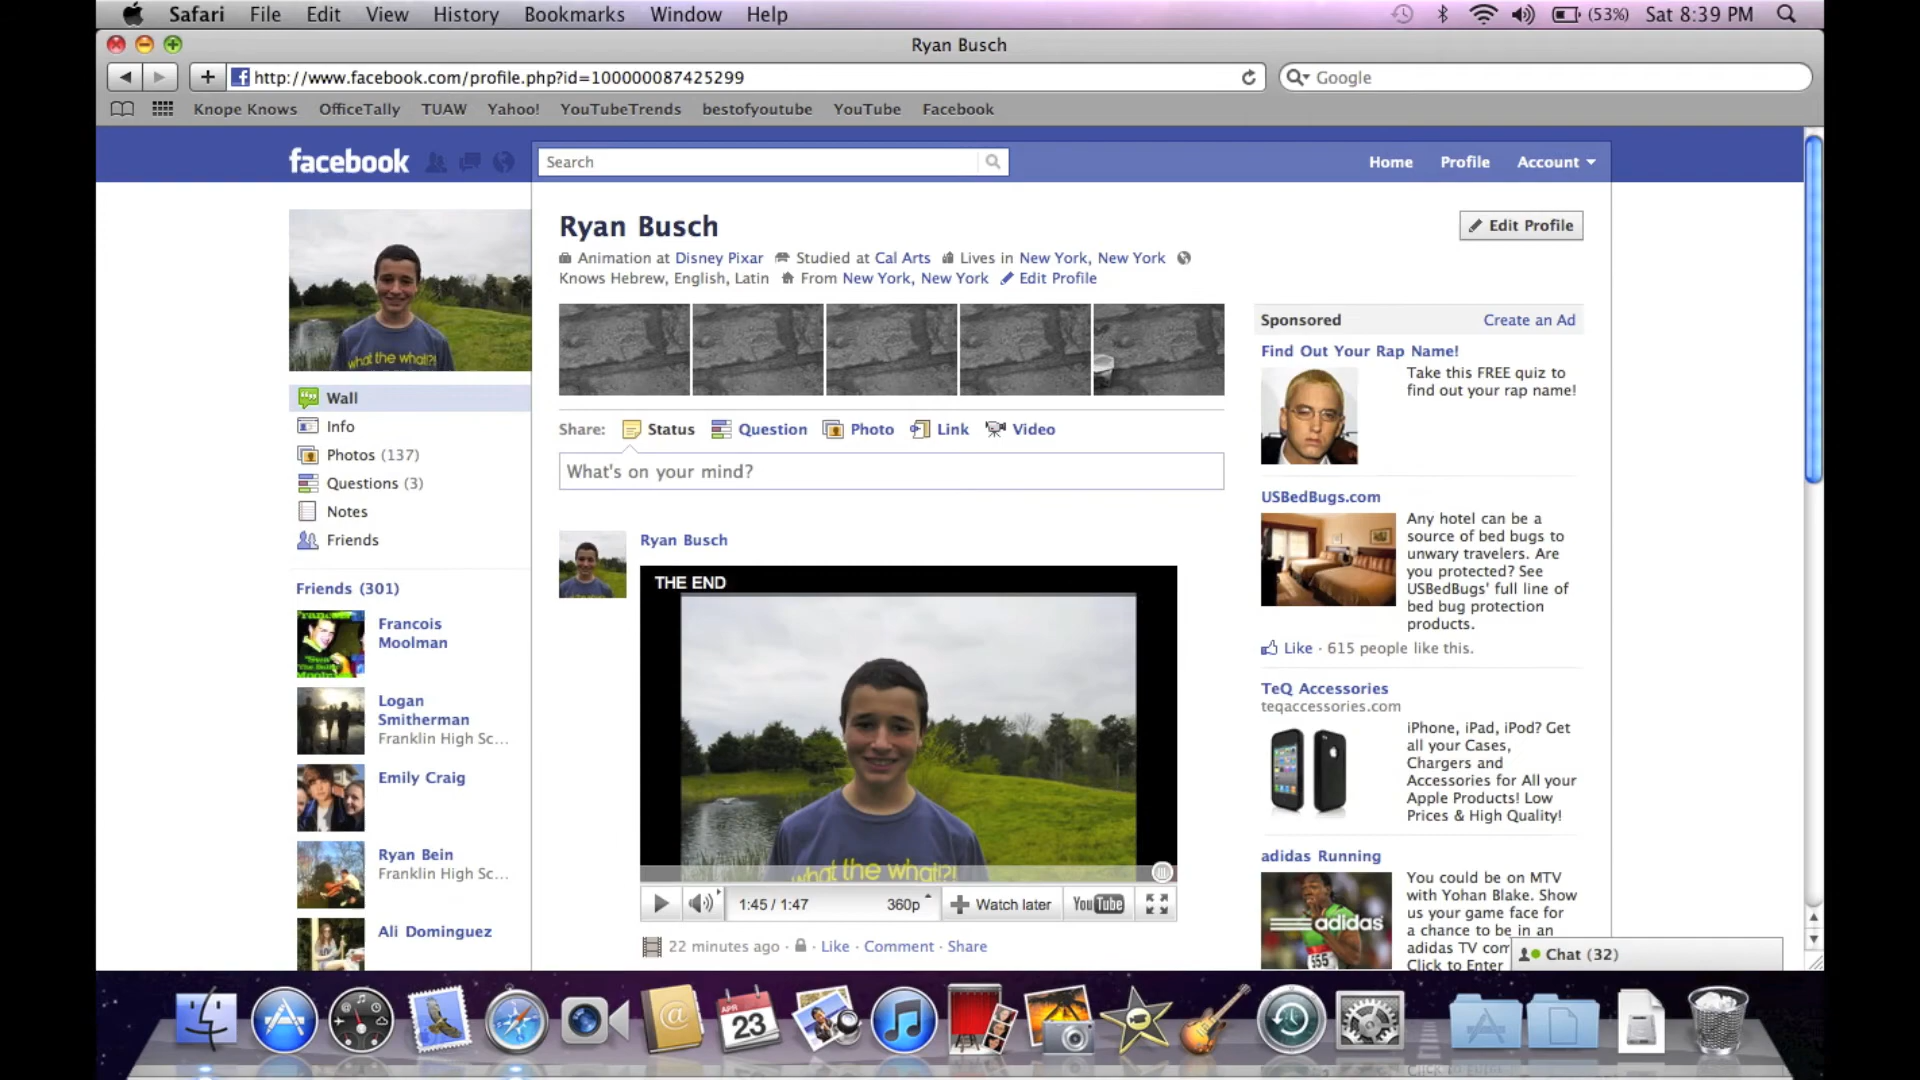 Safari File Edit View History Bookmarks Window Help (53%) Sat 8:39 PM
Ryan Busch
http://www.facebook.com/profile.php?id=100000087425299
Google
Knope Knows OfficeTally TUAW Yahoo! YouTubeTrends bestofyoutube YouTube Facebook
facebook
Search
Home Profile Account
what the what?!
Wall
Info
Photos (137)
Questions (3)
Notes
Friends
Friends (301)
Francois
Moolman
Logan
Smitherman
Franklin High Sc...
Emily Craig
Ryan Bein
Franklin High Sc...
Ali Dominguez
Ryan Busch
Edit Profile
Animation at Disney Pixar Studied at Cal Arts Lives in New York, New York
Knows Hebrew, English, Latin From New York, New York Edit Profile
Share: Status Question Photo Link Video
What's on your mind?
Ryan Busch
THE END
what the what?!
1:45 / 1:47 360p Watch later YouTube
22 minutes ago · Like · Comment · Share
Sponsored Create an Ad
Find Out Your Rap Name!
Take this FREE quiz to
find out your rap name!
USBedBugs.com
Any hotel can be a
source of bed bugs to
unwary travelers. Are
you protected? See
USBedBugs' full line of
bed bug protection
products.
Like · 615 people like this.
TeQ Accessories
teqaccessories.com
iPhone, iPad, iPod? Get
all your Cases,
Chargers and
Accessories for All your
Apple Products! Low
Prices & High Quality!
adidas Running
adidas
555
You could be on MTV
with Yohan Blake. Show
us your game face for
a chance to be in an
adidas TV com
Click to Enter
Chat (32)
APR
23